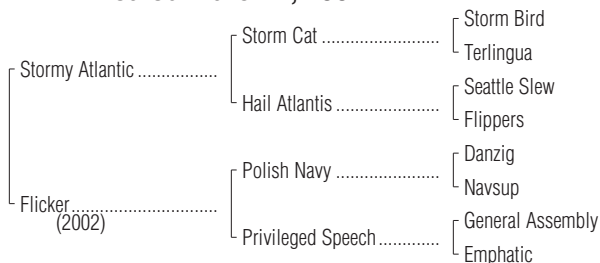 Storm Bird
Storm Cat ........................
Terlingua
Stormy Atlantic ................
Seattle Slew
Hail Atlantis .....................
Flippers
Danzig
Polish Navy .....................
Navsup
Flicker.............................
(2002)
General Assembly
Privileged Speech.............
Emphatic